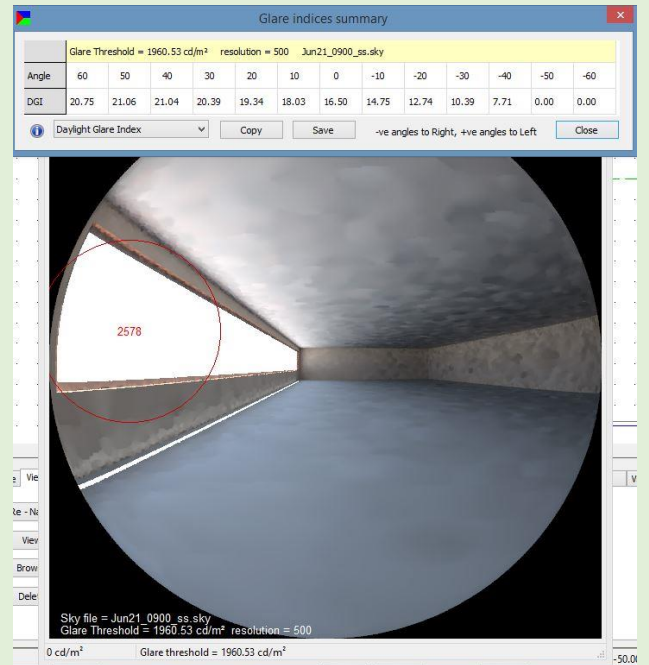 Glare indices summary
Glare Threshold = 1960.53 cd/m² resolution = 500 Jun21_0900_ss.sky
Angle 60 50 40 30 20 10 0 -10 -20 -30 -40 -50 -60
DGI 20.75 21.06 21.04 20.39 19.34 18.03 16.50 14.75 12.74 10.39 7.71 0.00 0.00
Daylight Glare Index Copy Save -ve angles to Right, +ve angles to Left Close
2578
Vie
View
Brow
Dele
Sky file = Jun21_0900_ss.sky
Glare Threshold = 1960.53 cd/m² resolution = 500
0 cd/m² Glare threshold = 1960.53 cd/m²
-50.00